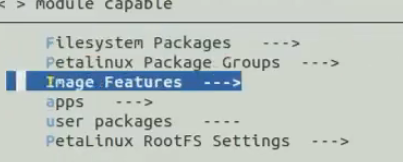 < > module capable
Filesystem Packages --->
Petalinux Package Groups --->
Image Features --->
apps --->
user packages ----
PetaLinux RootFS Settings --->